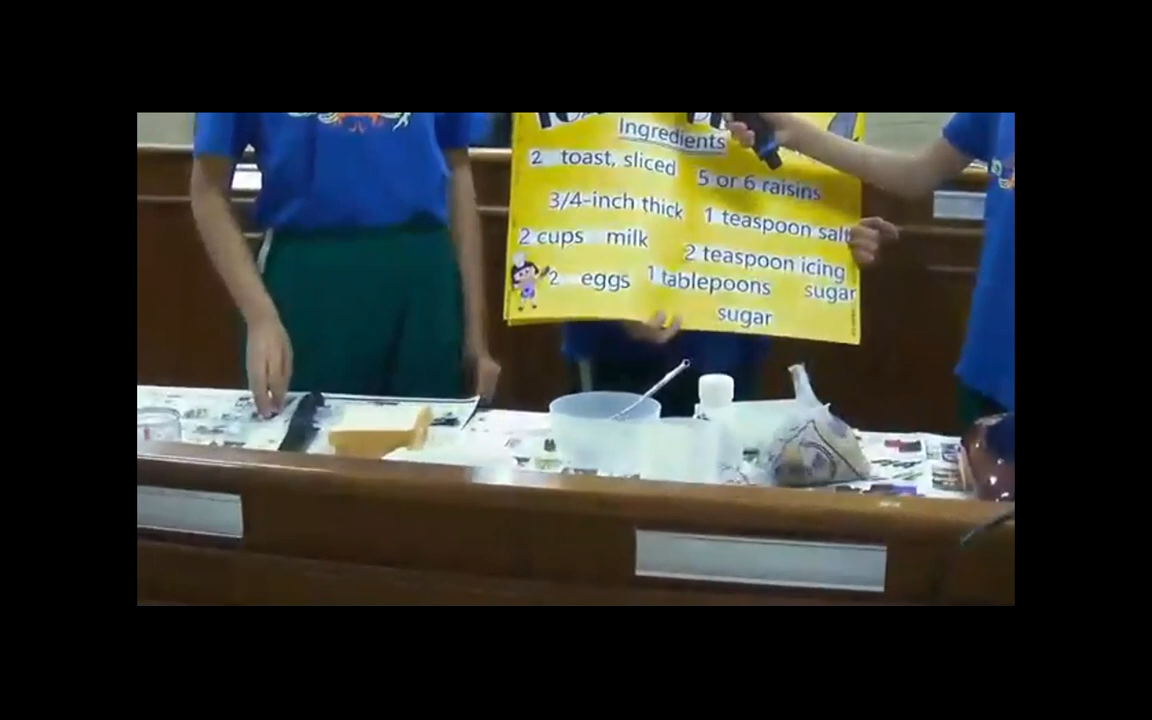 Ingredients
2 toast, sliced
3/4-inch thick
2 cups milk
2 eggs
5 or 6 raisins
1 teaspoon salt
2 teaspoon icing
sugar
1 tablepoons
sugar